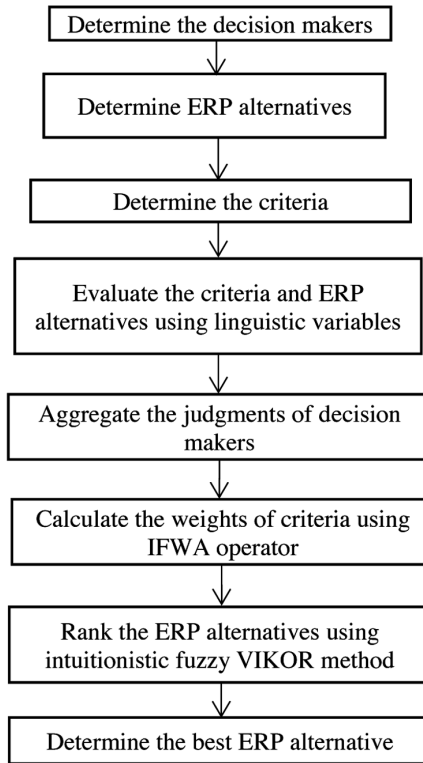 Determine the decision makers
Determine ERP alternatives
Determine the criteria
Evaluate the criteria and ERP
alternatives using linguistic variables
Aggregate the judgments of decision
makers
Calculate the weights of criteria using
IFWA operator
Rank the ERP alternatives using
intuitionistic fuzzy VIKOR method
Determine the best ERP alternative